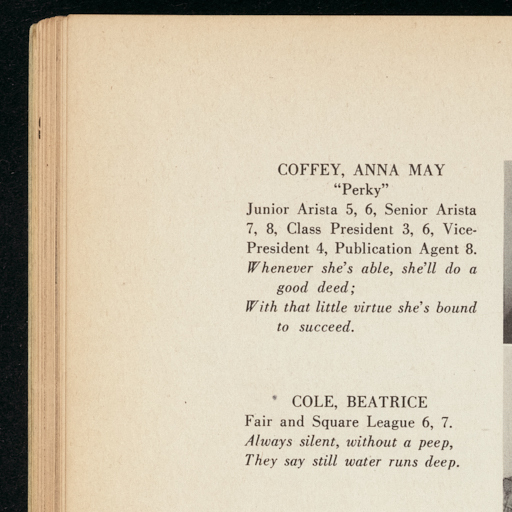 COFFEY, ANNA MAY
“Perky”
Junior Arista 5, 6, Senior Arista
7, 8, Class President 3, 6, Vice-
President 4, Publication Agent 8.
Whenever she’s able, she’ll do a
good deed;
With that little virtue she’s bound
to succeed.
COLE, BEATRICE
Fair and Square League 6, 7.
Always silent, without a peep,
They say still water runs deep.